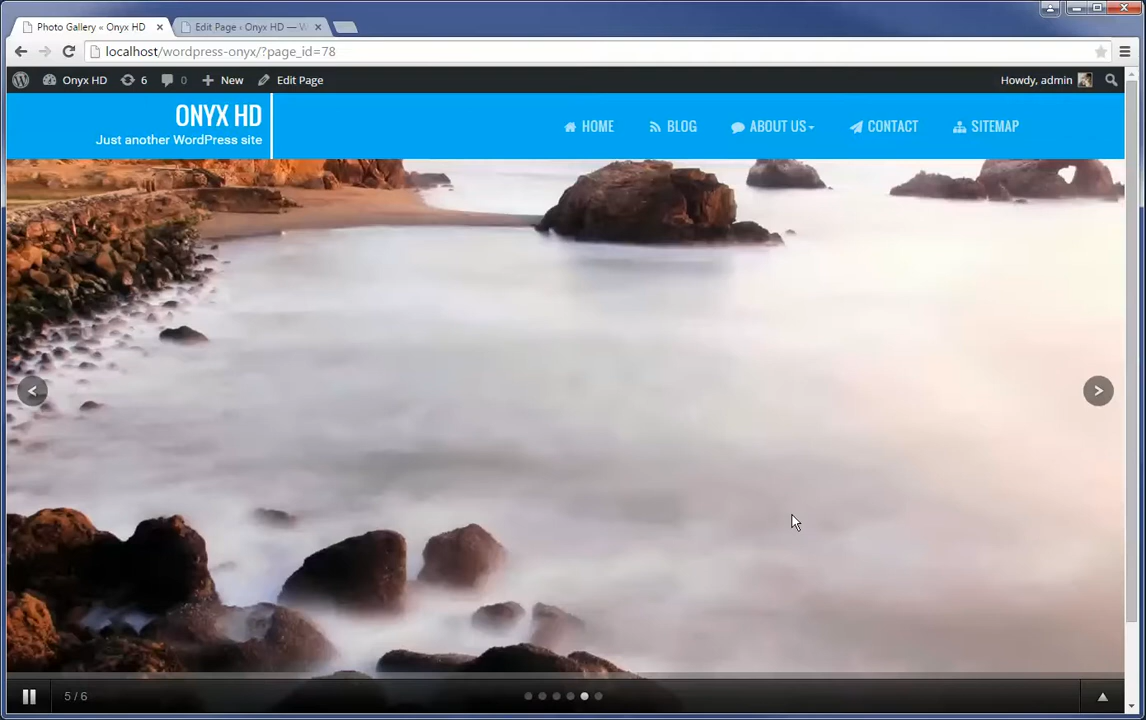 Photo Gallery « Onyx HD
Edit Page ‹ Onyx HD — W
localhost/wordpress-onyx/?page_id=78
Onyx HD 6 0 New Edit Page Howdy, admin
ONYX HD
Just another WordPress site
HOME BLOG ABOUT US CONTACT SITEMAP
< >
5 / 6